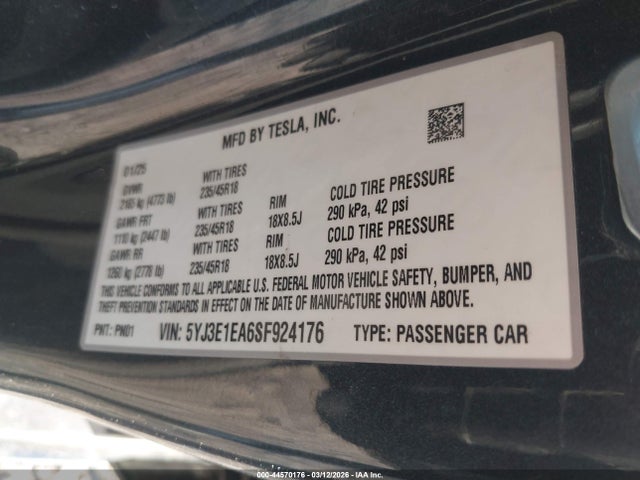 MFD BY TESLA, INC.
01/25
GVWR WITH TIRES
2165 kg (4773 lb) 235/45R18 RIM COLD TIRE PRESSURE
GAWR FRT WITH TIRES 18X8.5J 290 kPa, 42 psi
1110 kg (2447 lb) 235/45R18 RIM COLD TIRE PRESSURE
GAWR RR WITH TIRES 18X8.5J 290 kPa, 42 psi
1260 kg (2778 lb) 235/45R18
THIS VEHICLE CONFORMS TO ALL APPLICABLE U.S. FEDERAL MOTOR VEHICLE SAFETY, BUMPER, AND
THEFT PREVENTION STANDARDS IN EFFECT ON THE DATE OF MANUFACTURE SHOWN ABOVE.
PNT: PN01 VIN: 5YJ3E1EA6SF924176 TYPE: PASSENGER CAR
000-44570176 - 03/12/2026 - IAA Inc.